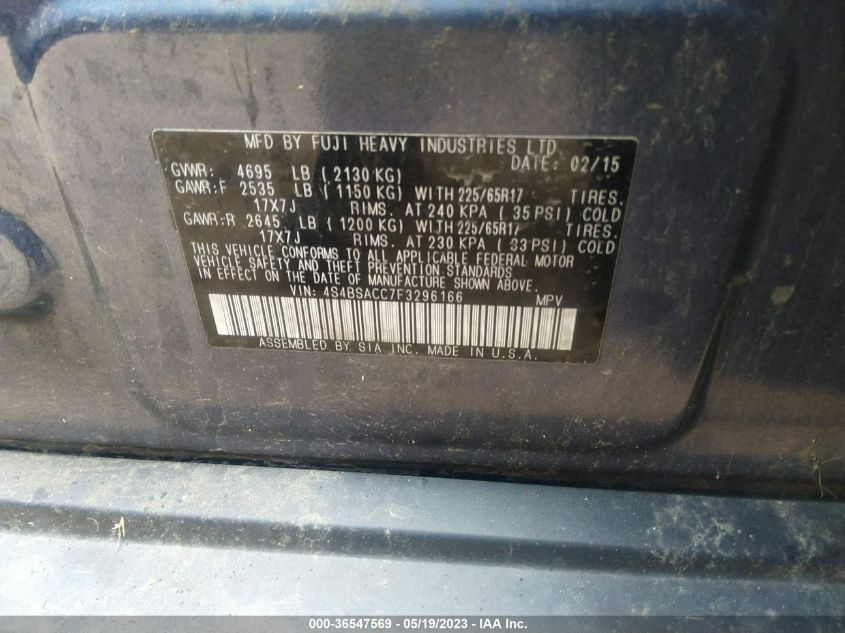 MFD BY FUJI HEAVY INDUSTRIES LTD.
DATE: 02/15
GVWR: 4695 LB ( 2130 KG)
GAWR:F 2535 LB ( 1150 KG) WITH 225/65R17 TIRES.
17X7J RIMS. AT 240 KPA ( 35 PSI) COLD
GAWR:R 2645 LB ( 1200 KG) WITH 225/65R17 TIRES.
17X7J RIMS. AT 230 KPA ( 33 PSI) COLD
THIS VEHICLE CONFORMS TO ALL APPLICABLE FEDERAL MOTOR
VEHICLE SAFETY AND THEFT PREVENTION STANDARDS
IN EFFECT ON THE DATE OF MANUFACTURE SHOWN ABOVE.
VIN: 4S4BSACC7F3296166 MPV
ASSEMBLED BY SIA INC. MADE IN U.S.A.
000-36547569 - 05/19/2023 - IAA Inc.